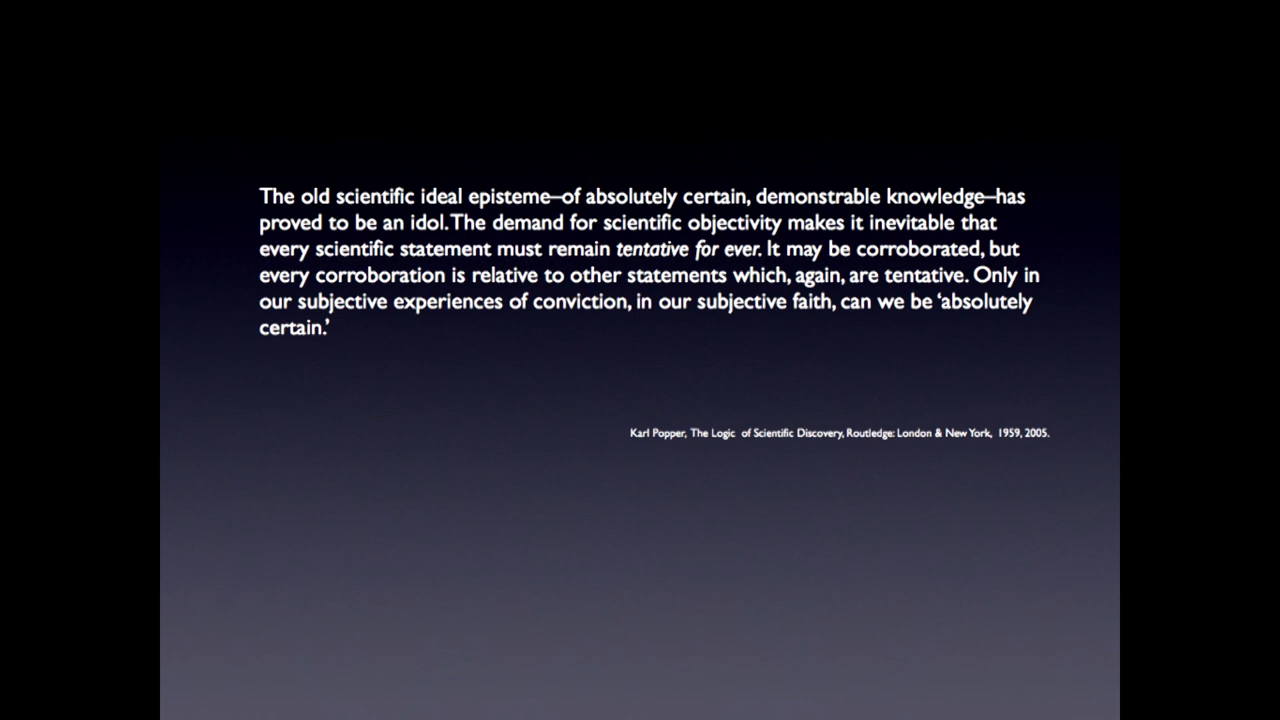 The old scientific ideal episteme–of absolutely certain, demonstrable knowledge–has
proved to be an idol. The demand for scientific objectivity makes it inevitable that
every scientific statement must remain tentative for ever. It may be corroborated, but
every corroboration is relative to other statements which, again, are tentative. Only in
our subjective experiences of conviction, in our subjective faith, can we be ‘absolutely
certain.’
Karl Popper, The Logic of Scientific Discovery, Routledge: London & New York, 1959, 2005.